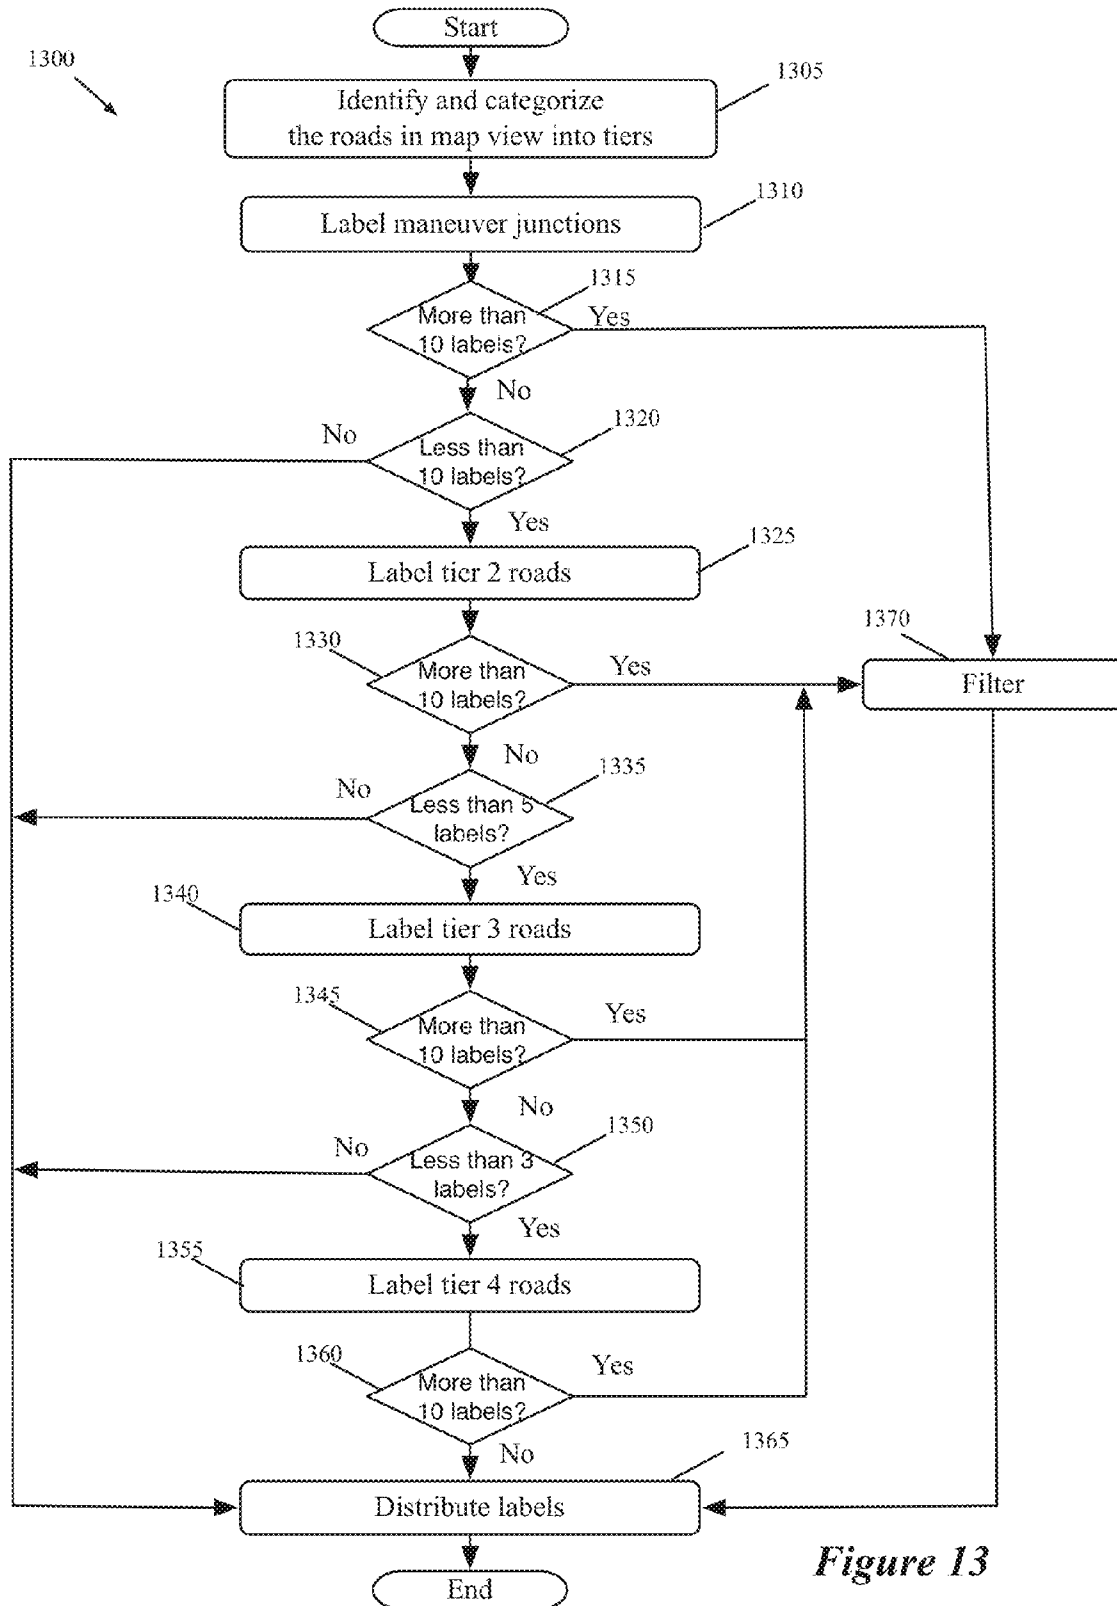 Start
1300
1305
Identify and categorize
the roads in map view into tiers
1310
Label maneuver junctions
1315
More than
10 labels?
Yes
No
1320
No
Less than
10 labels?
Yes
1325
Label tier 2 roads
1330
More than
10 labels?
Yes
1370
Filter
No
1335
No
Less than 5
labels?
Yes
1340
Label tier 3 roads
1345
More than
10 labels?
Yes
No
1350
No
Less than 3
labels?
Yes
1355
Label tier 4 roads
1360
More than
10 labels?
Yes
No
1365
Distribute labels
Figure 13
End